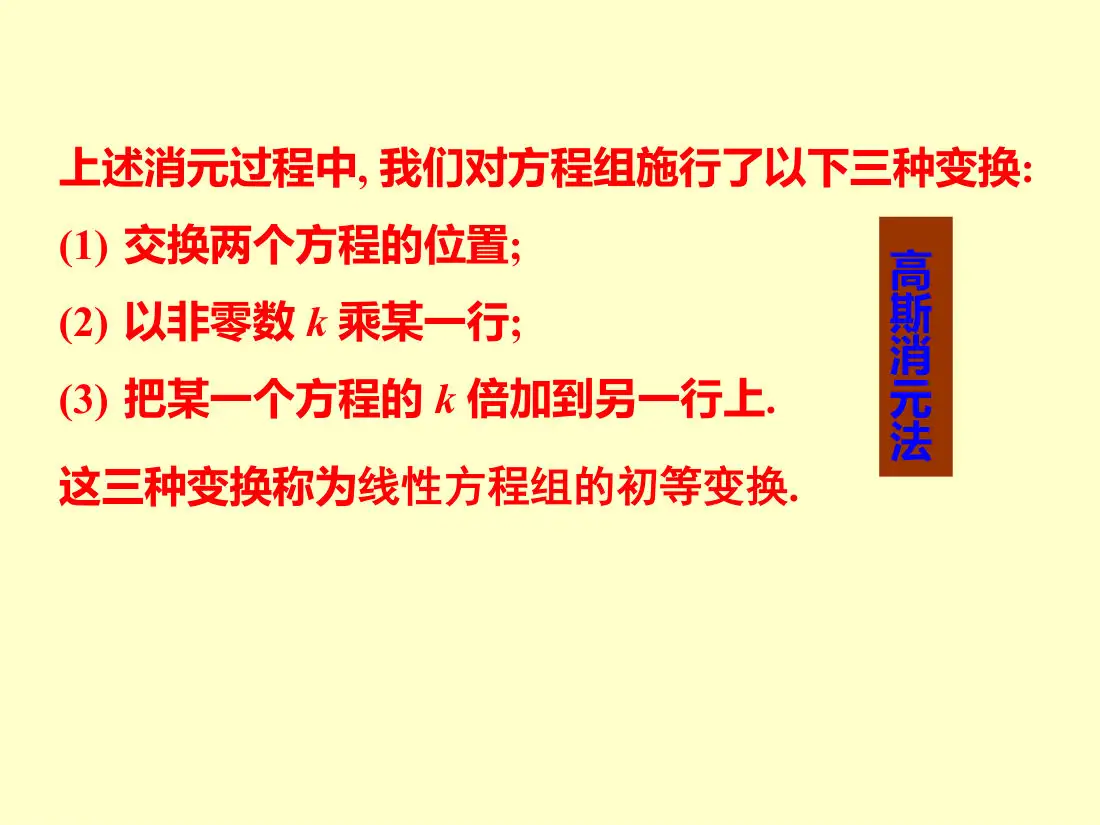 上述消元过程中, 我们对方程组施行了以下三种变换:
(1) 交换两个方程的位置;
(2) 以非零数 k 乘某一行;
(3) 把某一个方程的 k 倍加到另一行上.
这三种变换称为线性方程组的初等变换.
高斯消元法